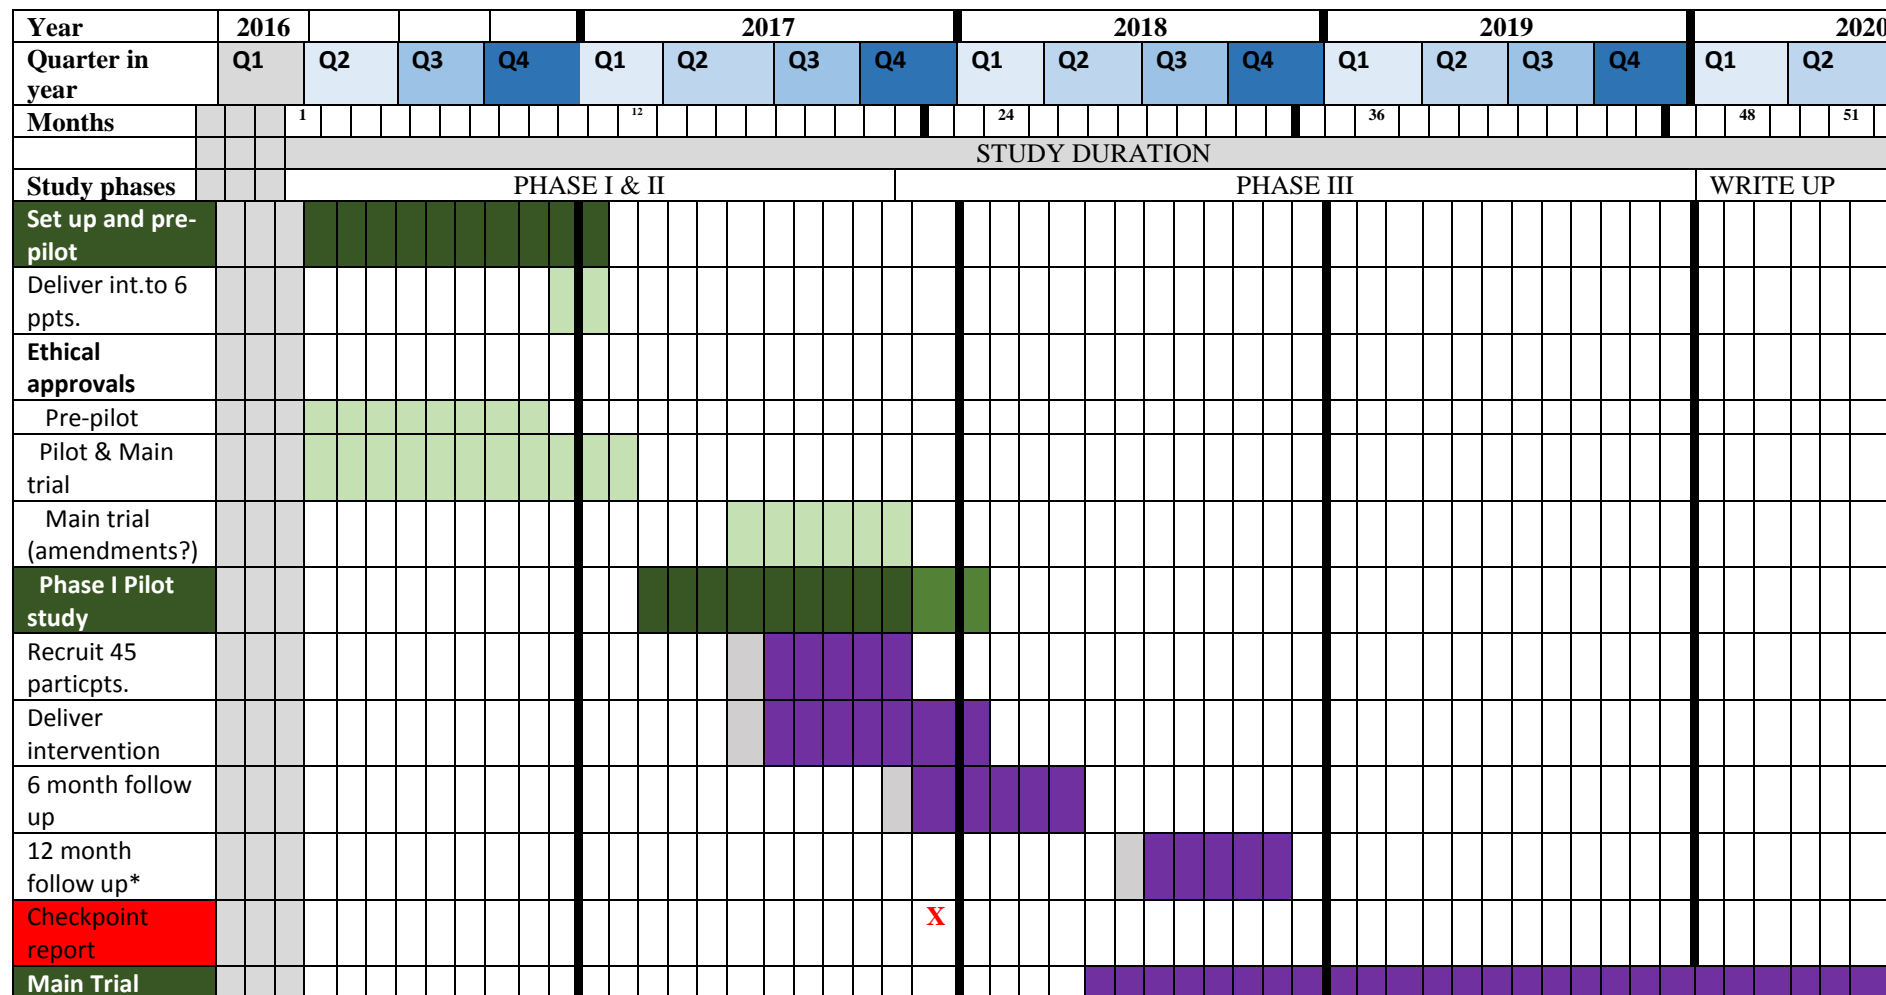 Year 2016 2017 2018 2019 2020
Quarter in Q1 Q2 Q3 Q4 Q1 Q2 Q3 Q4 Q1 Q2 Q3 Q4 Q1 Q2 Q3 Q4 Q1 Q2
year
Months 1 12 24 36 48 51
STUDY DURATION
Study phases PHASE I & II PHASE III WRITE UP
Set up and pre-
pilot
Deliver int.to 6
ppts.
Ethical
approvals
Pre-pilot
Pilot & Main
trial
Main trial
(amendments?)
Phase I Pilot
study
Recruit 45
particpts.
Deliver
intervention
6 month follow
up
12 month
follow up*
Checkpoint X
report
Main Trial